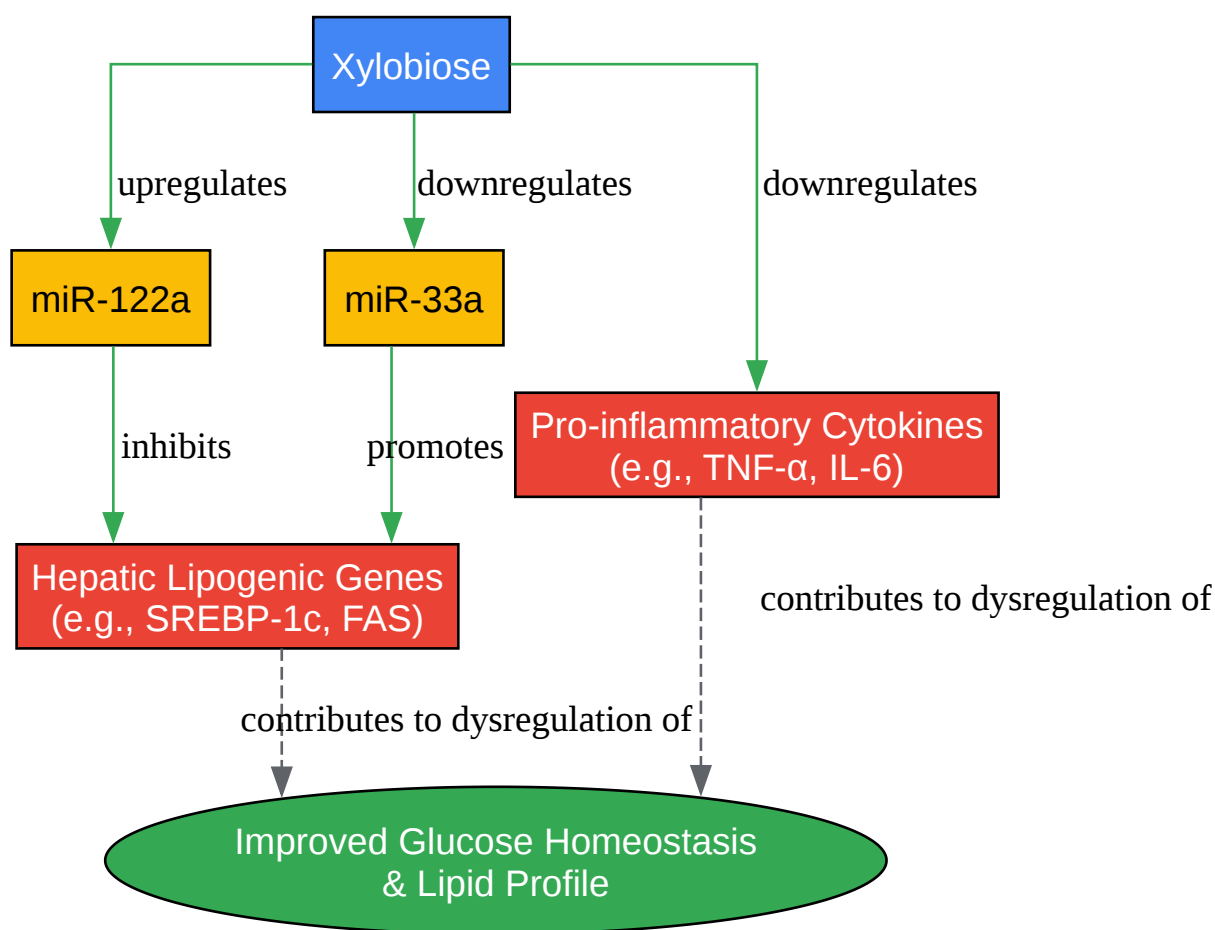 Xylobiose
upregulates
downregulates
downregulates
miR-122a
miR-33a
Pro-inflammatory Cytokines
(e.g., TNF-α, IL-6)
inhibits
promotes
Hepatic Lipogenic Genes
(e.g., SREBP-1c, FAS)
contributes to dysregulation of
contributes to dysregulation of
Improved Glucose Homeostasis
& Lipid Profile